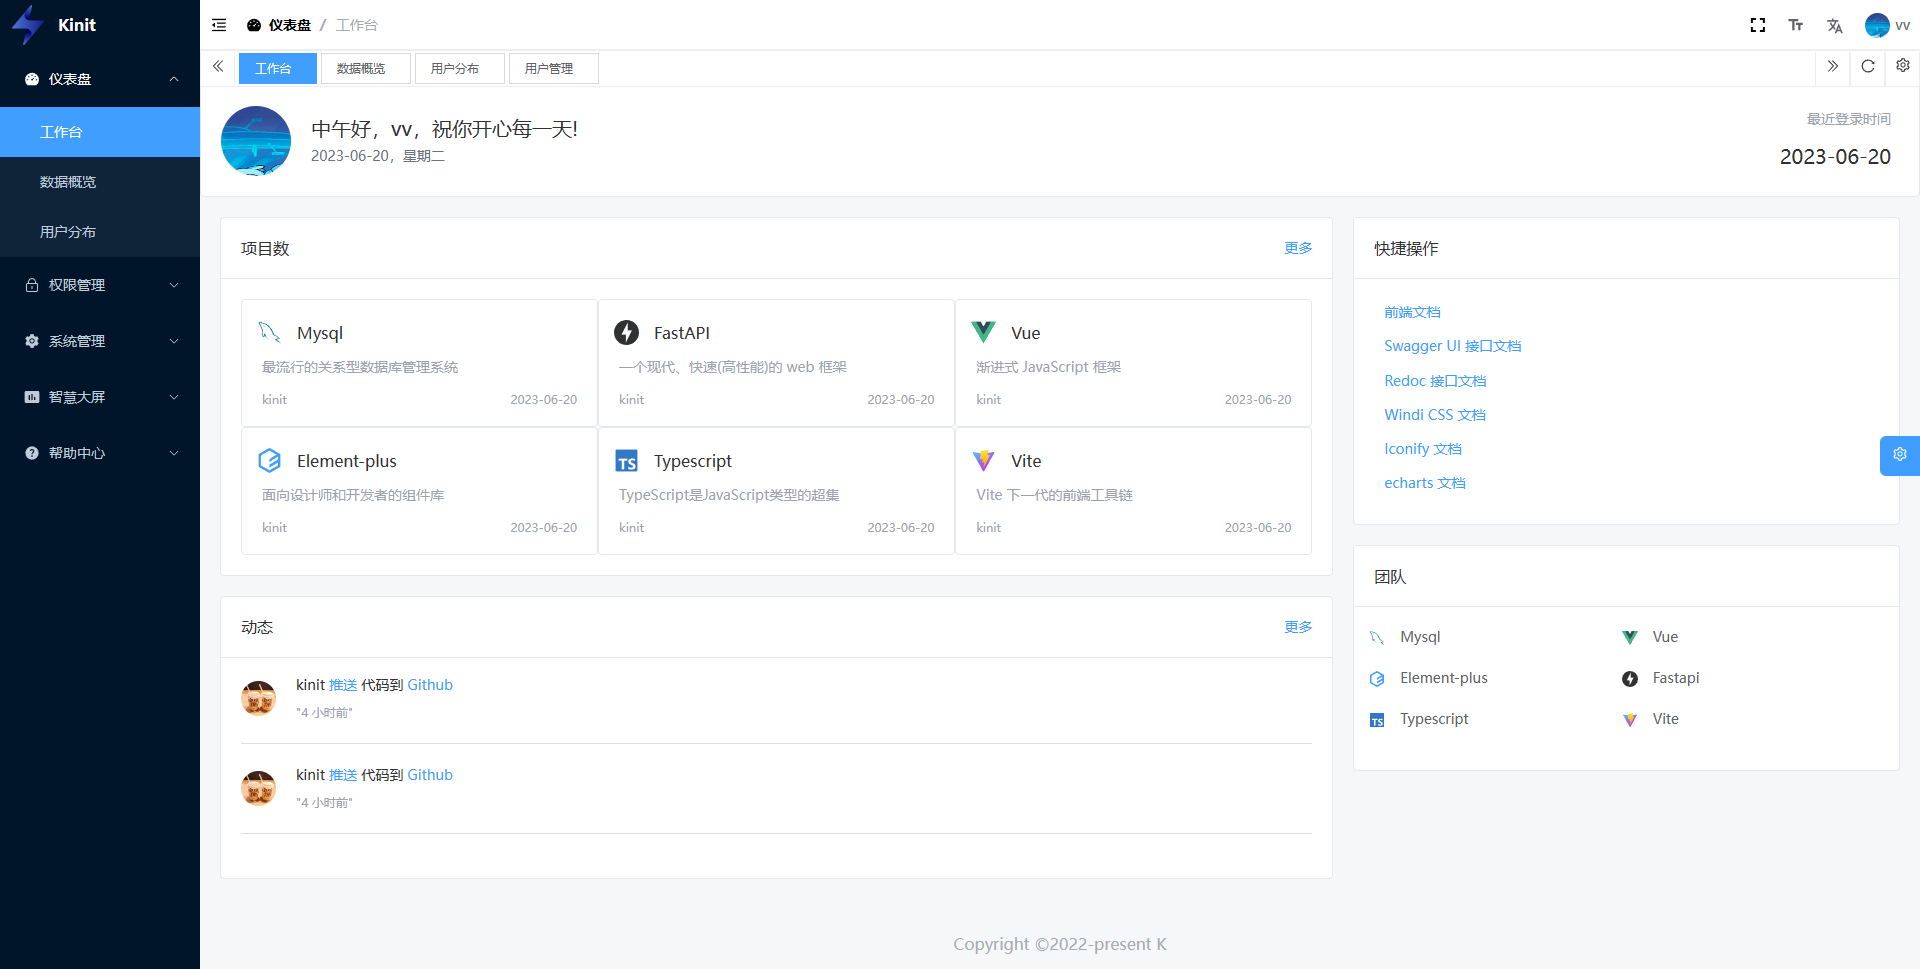 Kinit
仪表盘
工作台
数据概览
用户分布
权限管理
系统管理
智慧大屏
帮助中心
仪表盘 / 工作台
vv
工作台 数据概览 用户分布 用户管理
中午好，vv，祝你开心每一天!
2023-06-20，星期二
最近登录时间
2023-06-20
项目数 更多
Mysql
最流行的关系型数据库管理系统
kinit 2023-06-20
FastAPI
一个现代、快速(高性能)的 web 框架
kinit 2023-06-20
Vue
渐进式 JavaScript 框架
kinit 2023-06-20
Element-plus
面向设计师和开发者的组件库
kinit 2023-06-20
TS Typescript
TypeScript是JavaScript类型的超集
kinit 2023-06-20
Vite
Vite 下一代的前端工具链
kinit 2023-06-20
动态 更多
kinit 推送 代码到 Github
"4 小时前"
kinit 推送 代码到 Github
"4 小时前"
快捷操作
前端文档
Swagger UI 接口文档
Redoc 接口文档
Windi CSS 文档
Iconify 文档
echarts 文档
团队
Mysql Vue
Element-plus Fastapi
TS Typescript Vite
Copyright ©2022-present K